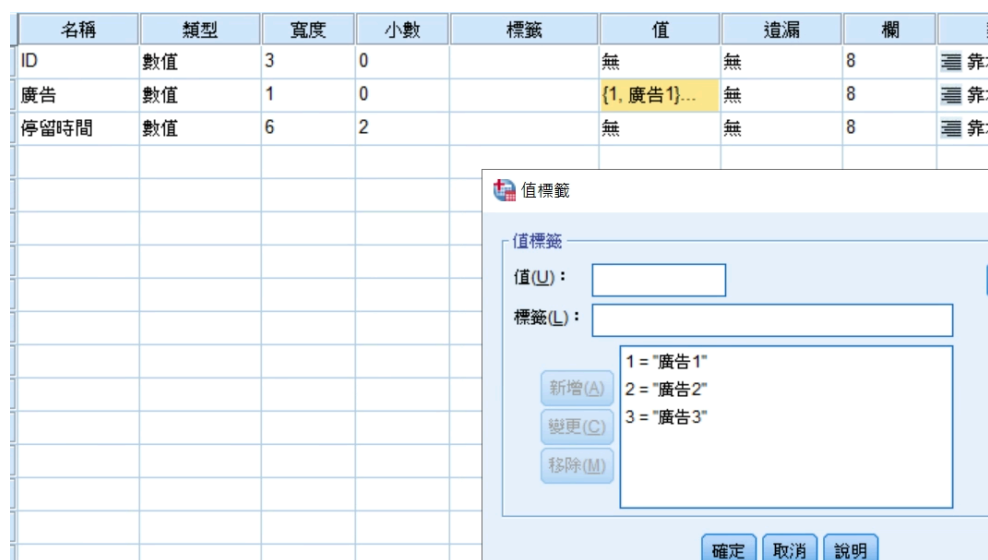 名稱 類型 寬度 小數 標籤 值 遺漏 欄
ID 數值 3 0 無 無 8 靠
廣告 數值 1 0 {1, 廣告1}... 無 8 靠
停留時間 數值 6 2 無 無 8 靠
值標籤
值標籤
值(U)：
標籤(L)：
1 = "廣告1"
新增(A) 2 = "廣告2"
變更(C) 3 = "廣告3"
移除(M)
確定 取消 說明